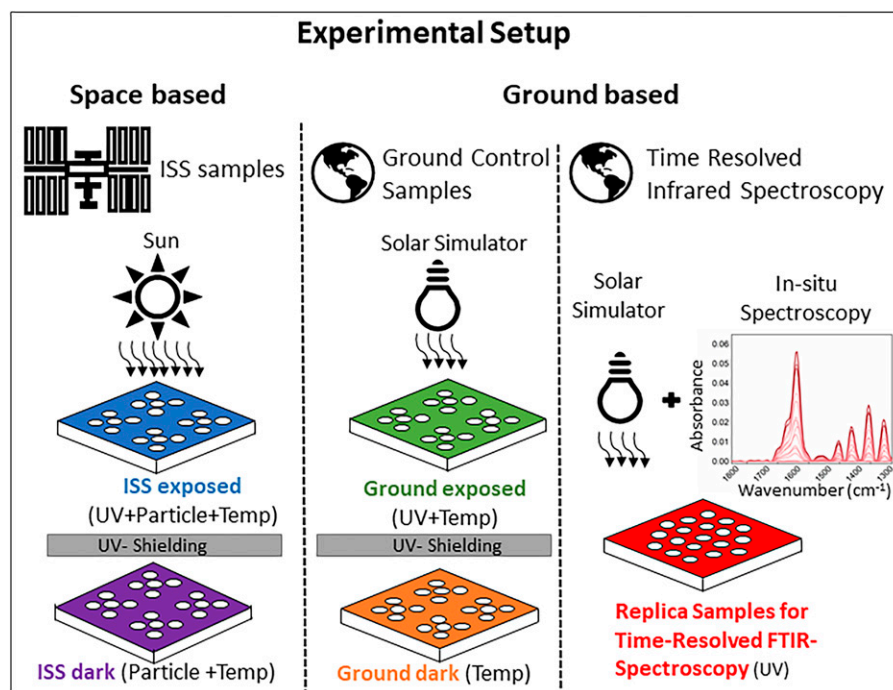 Experimental Setup
Space based
ISS samples
Sun
ISS exposed
(UV+Particle+Temp)
UV- Shielding
ISS dark (Particle +Temp)
Ground based
Ground Control
Samples
Solar Simulator
Ground exposed
(UV+Temp)
UV- Shielding
Ground dark (Temp)
Time Resolved
Infrared Spectroscopy
Solar
Simulator
+
In-situ
Spectroscopy
Absorbance
0.06
0.05
0.04
0.03
0.02
0.01
0.00
1800
1700
1600
1500
1400
1300
Wavenumber (cm⁻¹)
Replica Samples for
Time-Resolved FTIR-
Spectroscopy (UV)